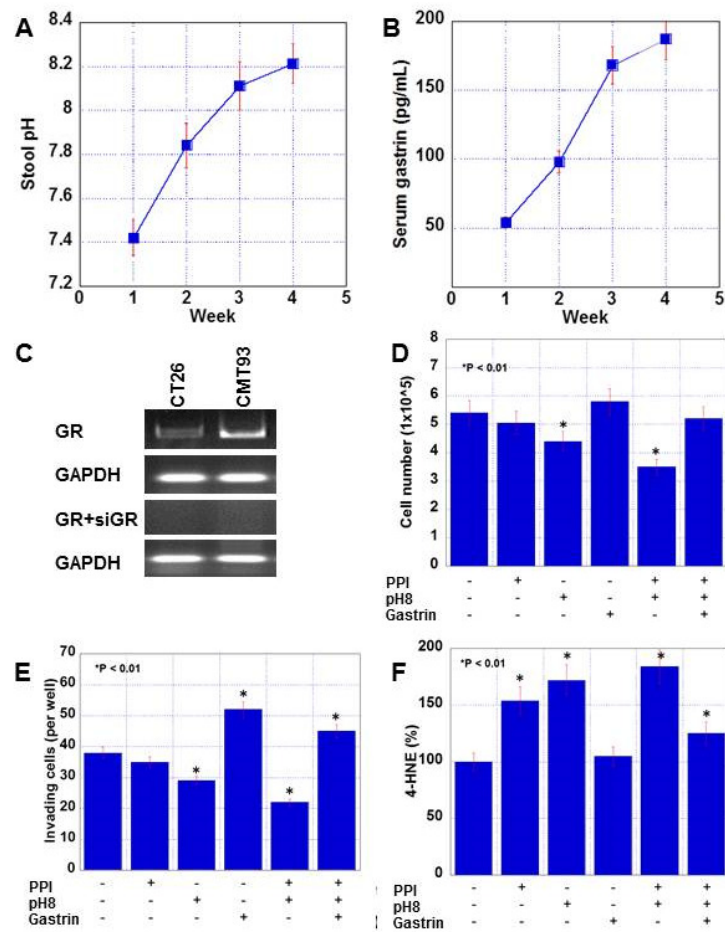 A
8.4
8.2
8
7.8
7.6
7.4
7.2
Stool pH
0 1 2 3 4 5
Week
B
200
150
100
50
Serum gastrin (pg/mL)
0 1 2 3 4 5
Week
C
CT26
CMT93
GR
GAPDH
GR+siGR
GAPDH
D
*P < 0.01
8
7
6
5
4
3
2
1
0
Cell number (1x10^5)
* *
PPI - + - - + +
pH8 - - + - + +
Gastrin - - - + - +
E
*P < 0.01
70
60
50
40
30
20
10
0
Invading cells (per well)
* * * *
PPI - + - - + +
pH8 - - + - + +
Gastrin - - - + - +
F
*P < 0.01
200
150
100
50
0
4-HNE (%)
* * * *
PPI - + - - + +
pH8 - - + - + +
Gastrin - - - + - +